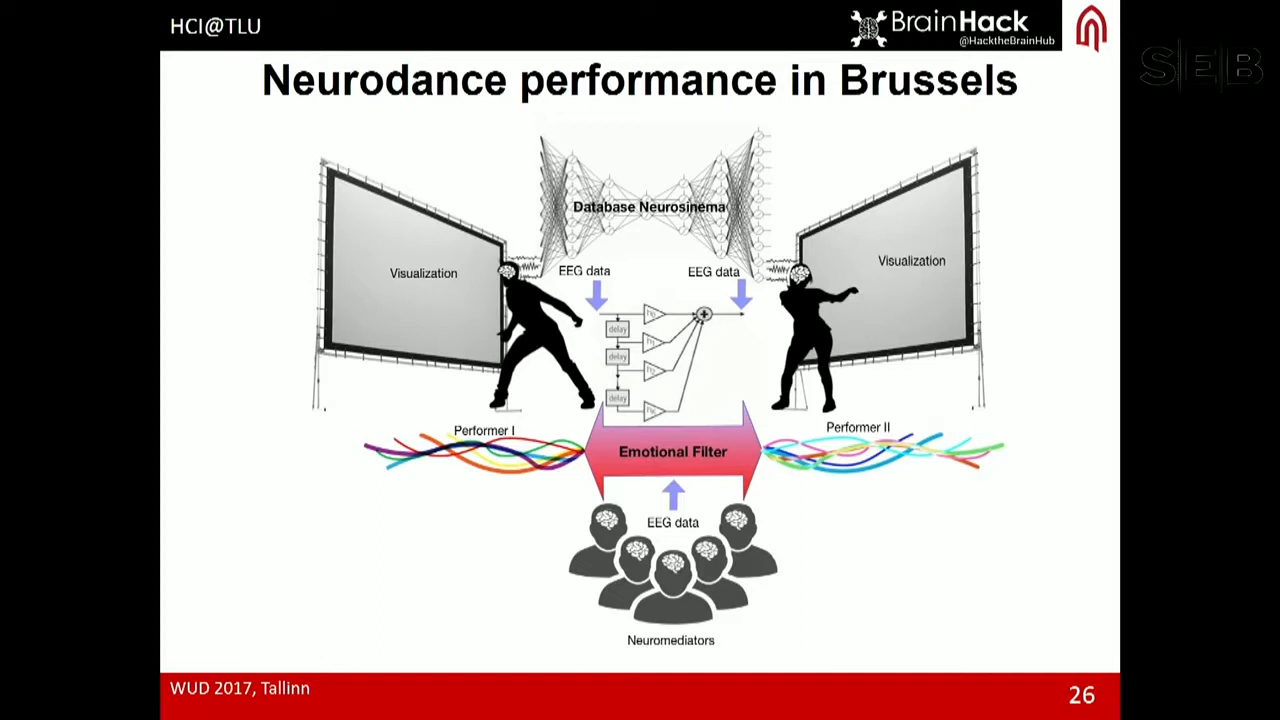 HCI@TLU
BrainHack
@HacktheBrainHub
SEB
Neurodance performance in Brussels
Database Neurosinema
Visualization
Visualization
EEG data
EEG data
delay
delay
delay
Performer I
Performer II
Emotional Filter
EEG data
Neuromediators
WUD 2017, Tallinn
26